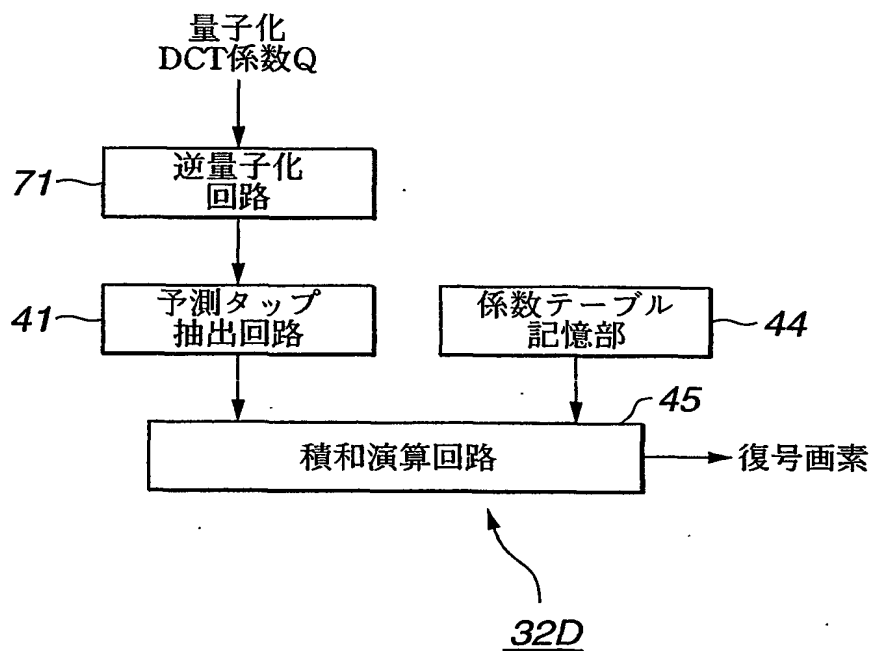 量子化
DCT係数Q
71
逆量子化
回路
41
予測タップ
抽出回路
係数テーブル
記憶部
44
45
積和演算回路
復号画素
32D